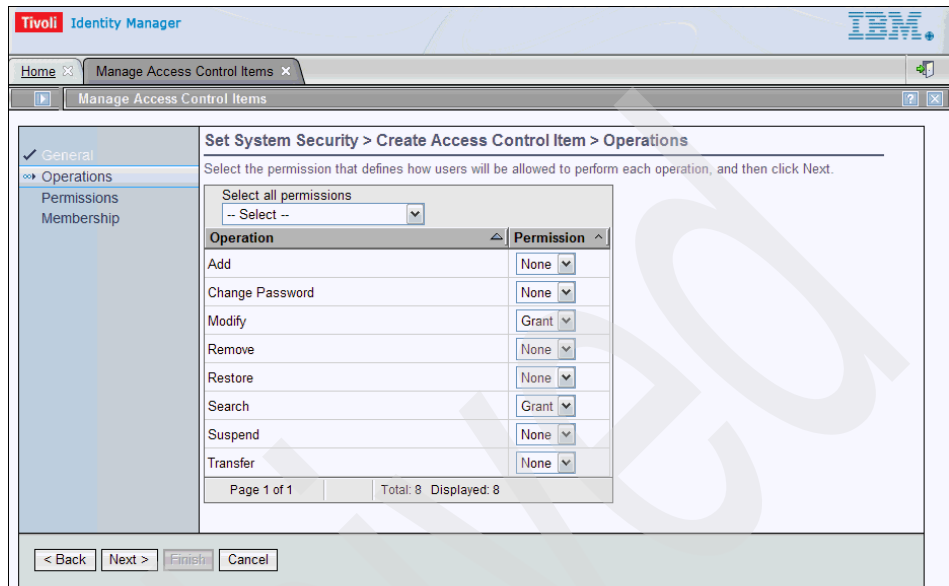 Tivoli Identity Manager
IBM.
Home Manage Access Control Items
Manage Access Control Items
General
Operations
Permissions
Membership
Set System Security > Create Access Control Item > Operations
Select the permission that defines how users will be allowed to perform each operation, and then click Next.
Select all permissions
-- Select --
Operation Permission
Add None
Change Password None
Modify Grant
Remove None
Restore None
Search Grant
Suspend None
Transfer None
Page 1 of 1 Total: 8 Displayed: 8
< Back Next > Finish Cancel